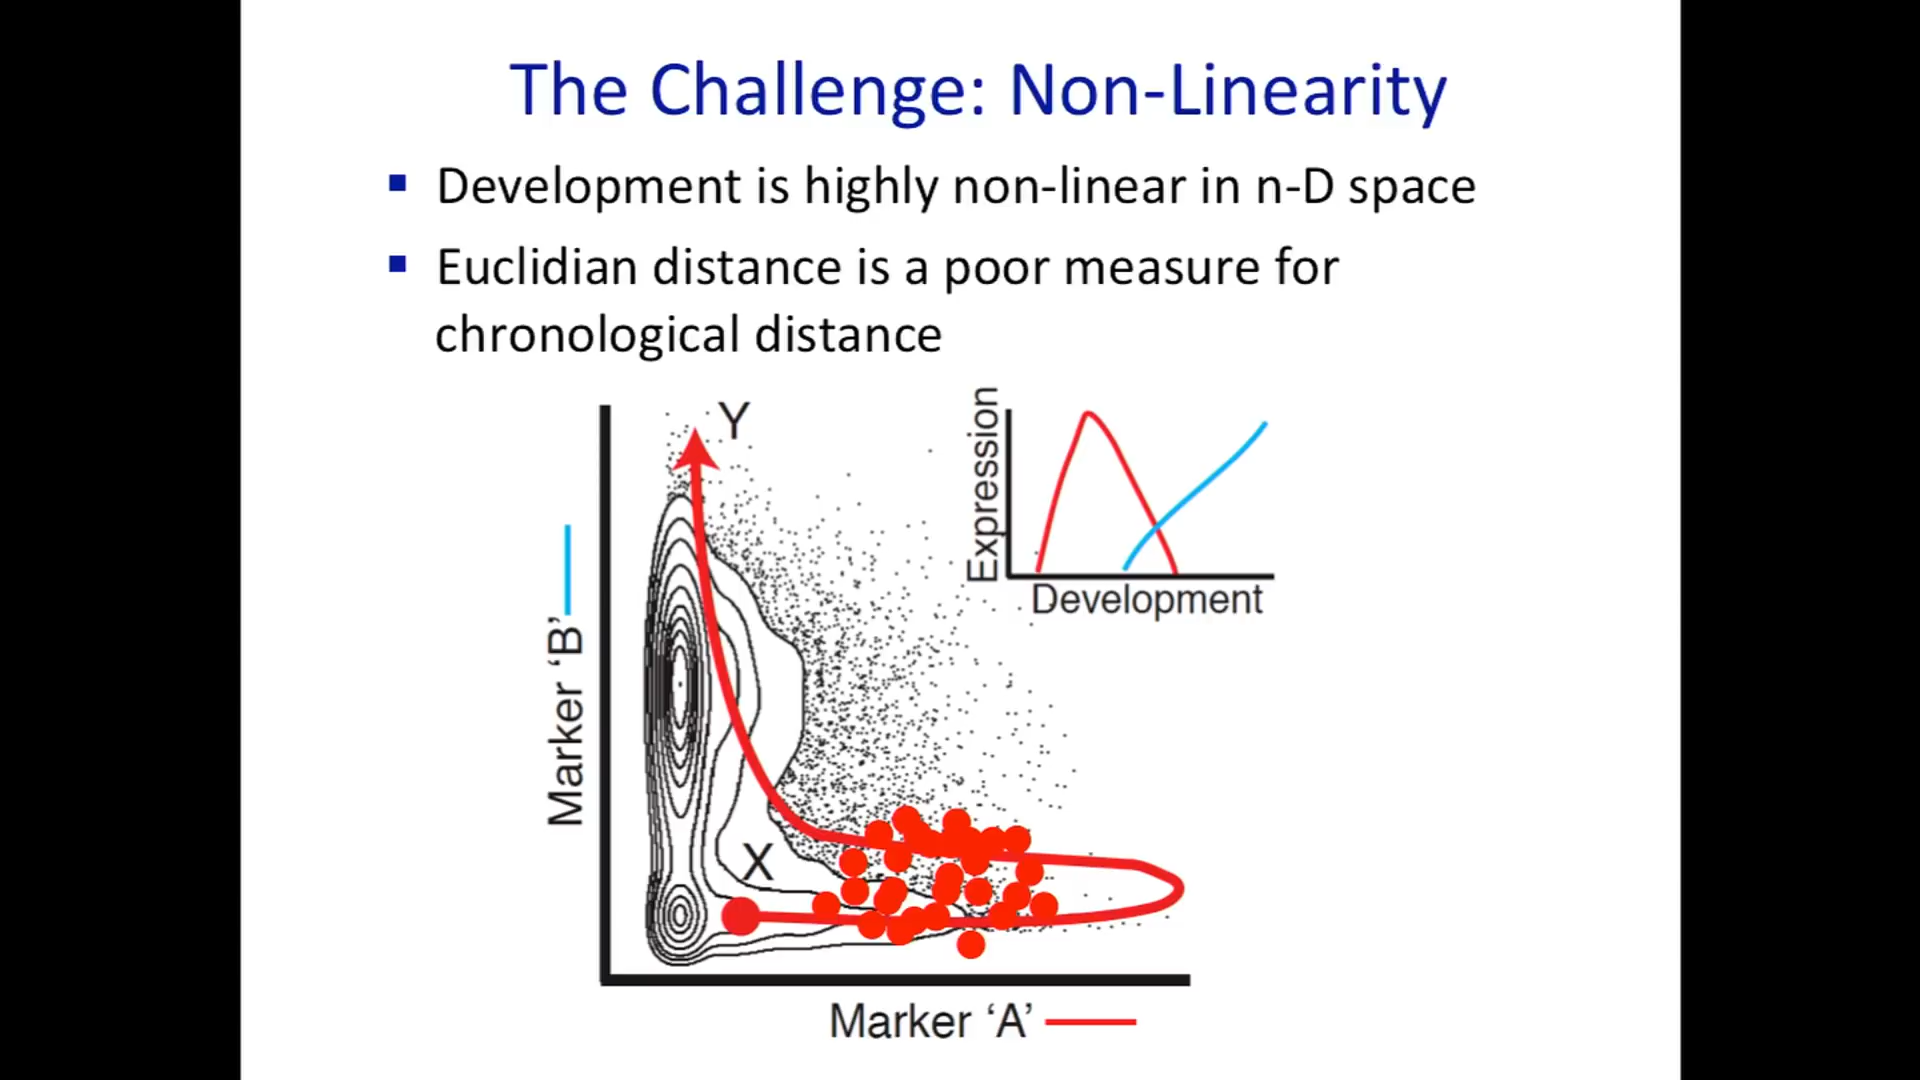 The Challenge: Non-Linearity
Development is highly non-linear in n-D space
Euclidian distance is a poor measure for
chronological distance
Y
Expression
Development
Marker ‘B’
X
Marker ‘A’